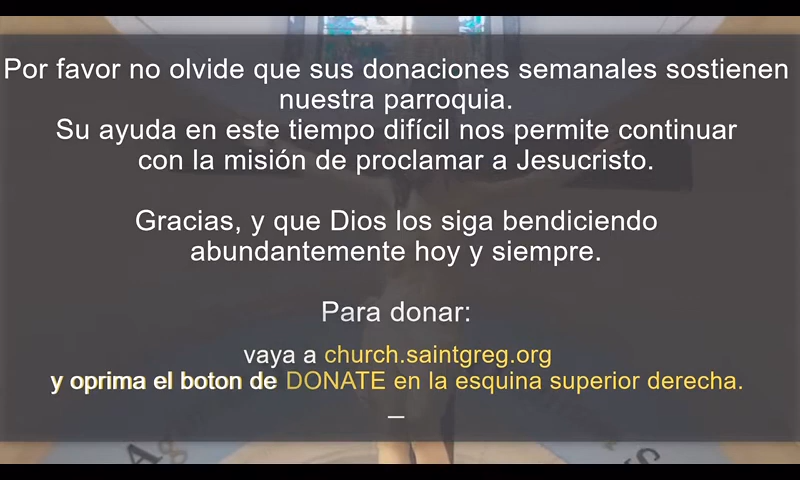 Por favor no olvide que sus donaciones semanales sostienen
nuestra parroquia.
Su ayuda en este tiempo difícil nos permite continuar
con la misión de proclamar a Jesucristo.
Gracias, y que Dios los siga bendiciendo
abundantemente hoy y siempre.
Para donar:
vaya a church.saintgreg.org
y oprima el boton de DONATE en la esquina superior derecha.
_